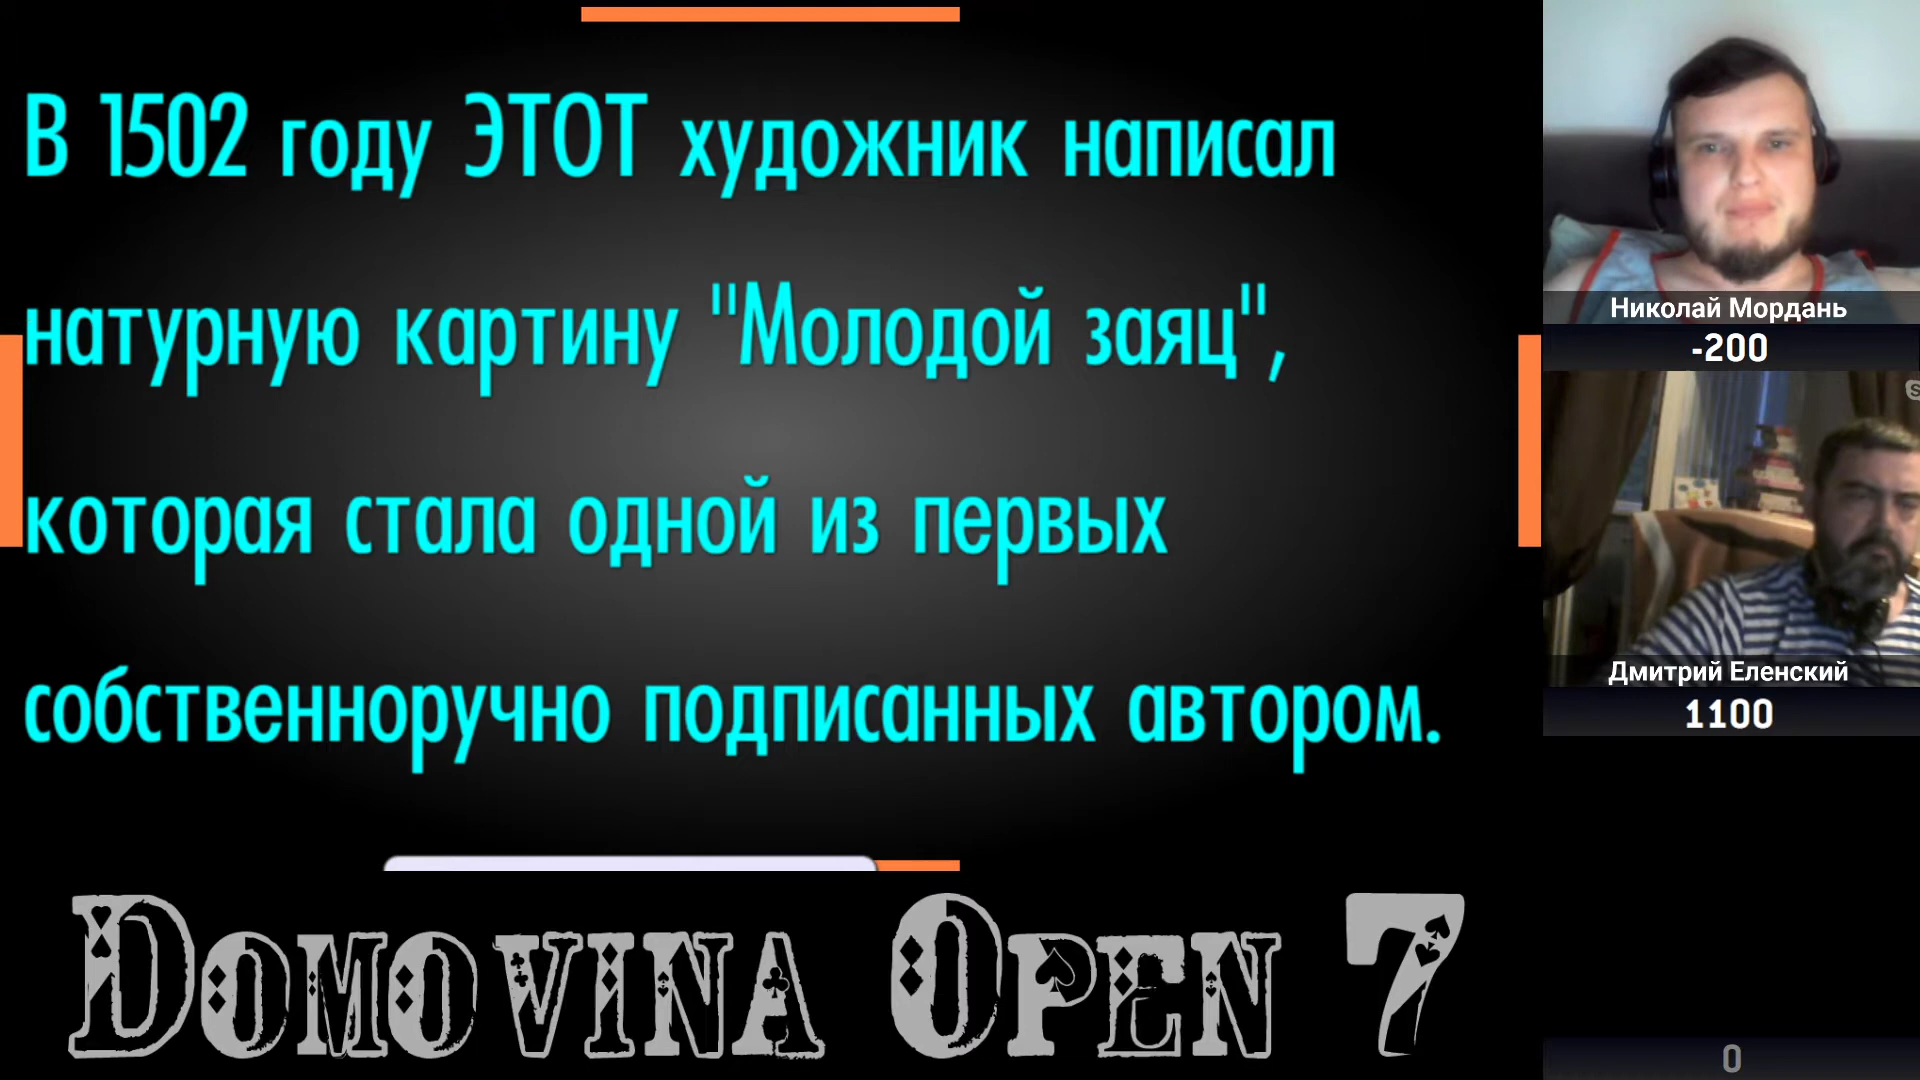 В 1502 году ЭТОТ художник написал
натурную картину "Молодой заяц",
которая стала одной из первых
собственноручно подписанных автором.
Николай Мордань
-200
Дмитрий Еленский
1100
DOMOVINA OPEN 7
0